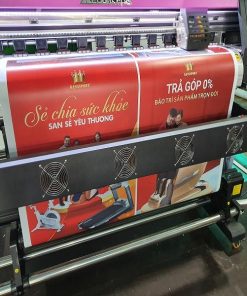 Sẻ chia sức khỏe
SAN SẺ YÊU THƯƠNG
TRẢ GÓP 0%
BẢO TRÌ SẢN PHẨM TRỌN ĐỜI